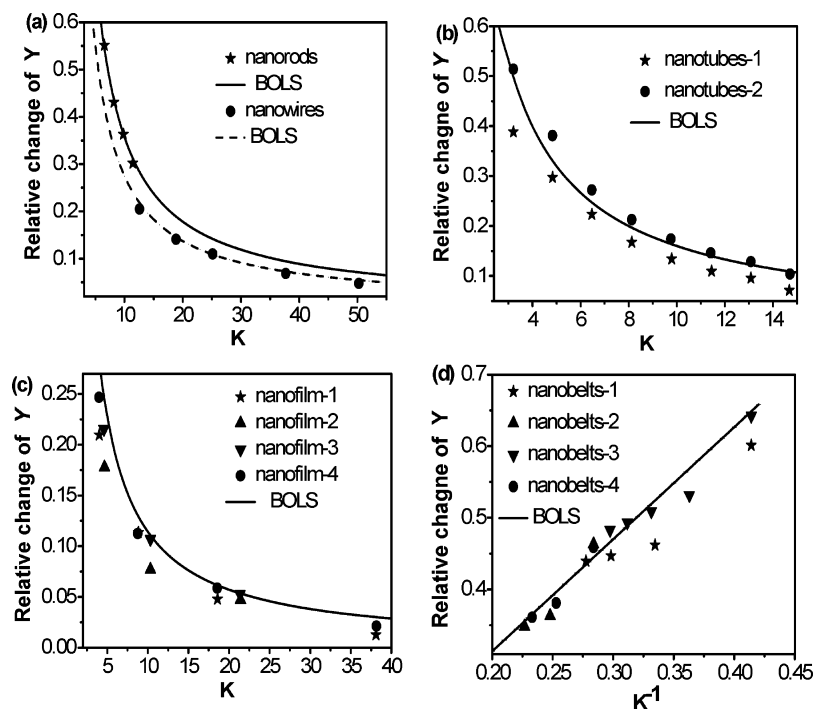 (a)
Relative change of Y
0.6
0.5
0.4
0.3
0.2
0.1
nanorods
BOLS
nanowires
BOLS
10 20 30 40 50
K
(b)
Relative chagne of Y
0.6
0.5
0.4
0.3
0.2
0.1
nanotubes-1
nanotubes-2
BOLS
4 6 8 10 12 14
K
(c)
Relative change of Y
0.25
0.20
0.15
0.10
0.05
0.00
nanofilm-1
nanofilm-2
nanofilm-3
nanofilm-4
BOLS
5 10 15 20 25 30 35 40
K
(d)
Relative chagne of Y
0.7
0.6
0.5
0.4
nanobelts-1
nanobelts-2
nanobelts-3
nanobelts-4
BOLS
0.20 0.25 0.30 0.35 0.40 0.45
K⁻¹